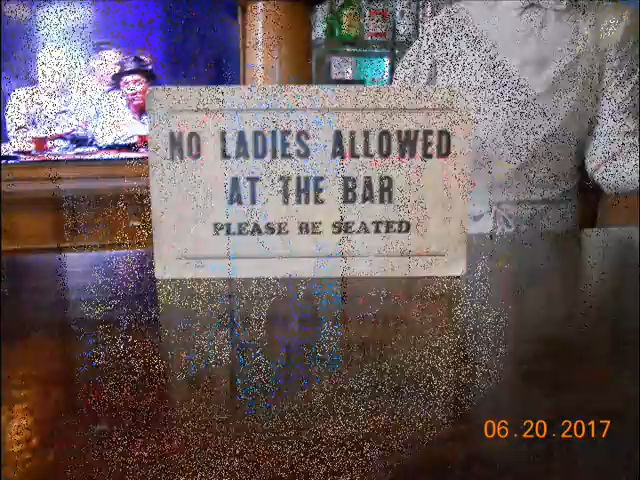 NO LADIES ALLOWED
AT THE BAR
PLEASE BE SEATED
06.20.2017